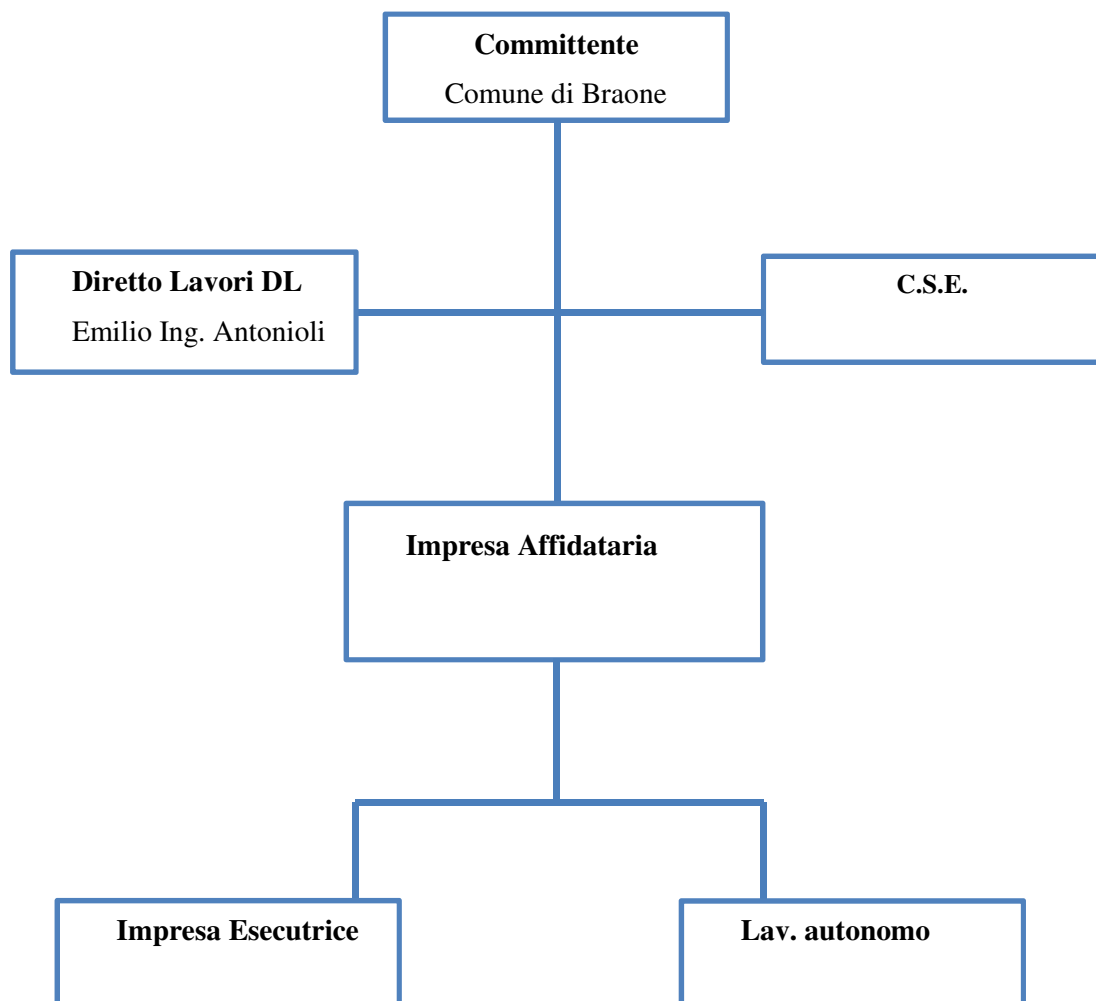 Committente
Comune di Braone
Diretto Lavori DL
Emilio Ing. Antonioli
C.S.E.
Impresa Affidataria
Impresa Esecutrice
Lav. autonomo